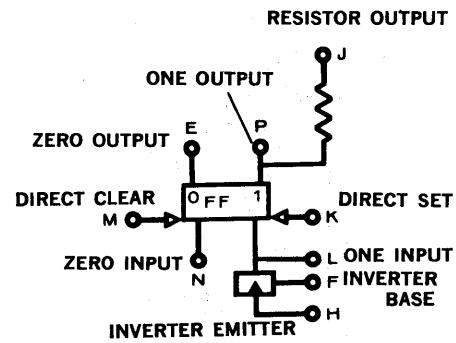 RESISTOR OUTPUT
J
ONE OUTPUT
E P
ZERO OUTPUT
0 FF 1
DIRECT CLEAR
M
DIRECT SET
K
ZERO INPUT
N
L ONE INPUT
F INVERTER
BASE
H
INVERTER EMITTER